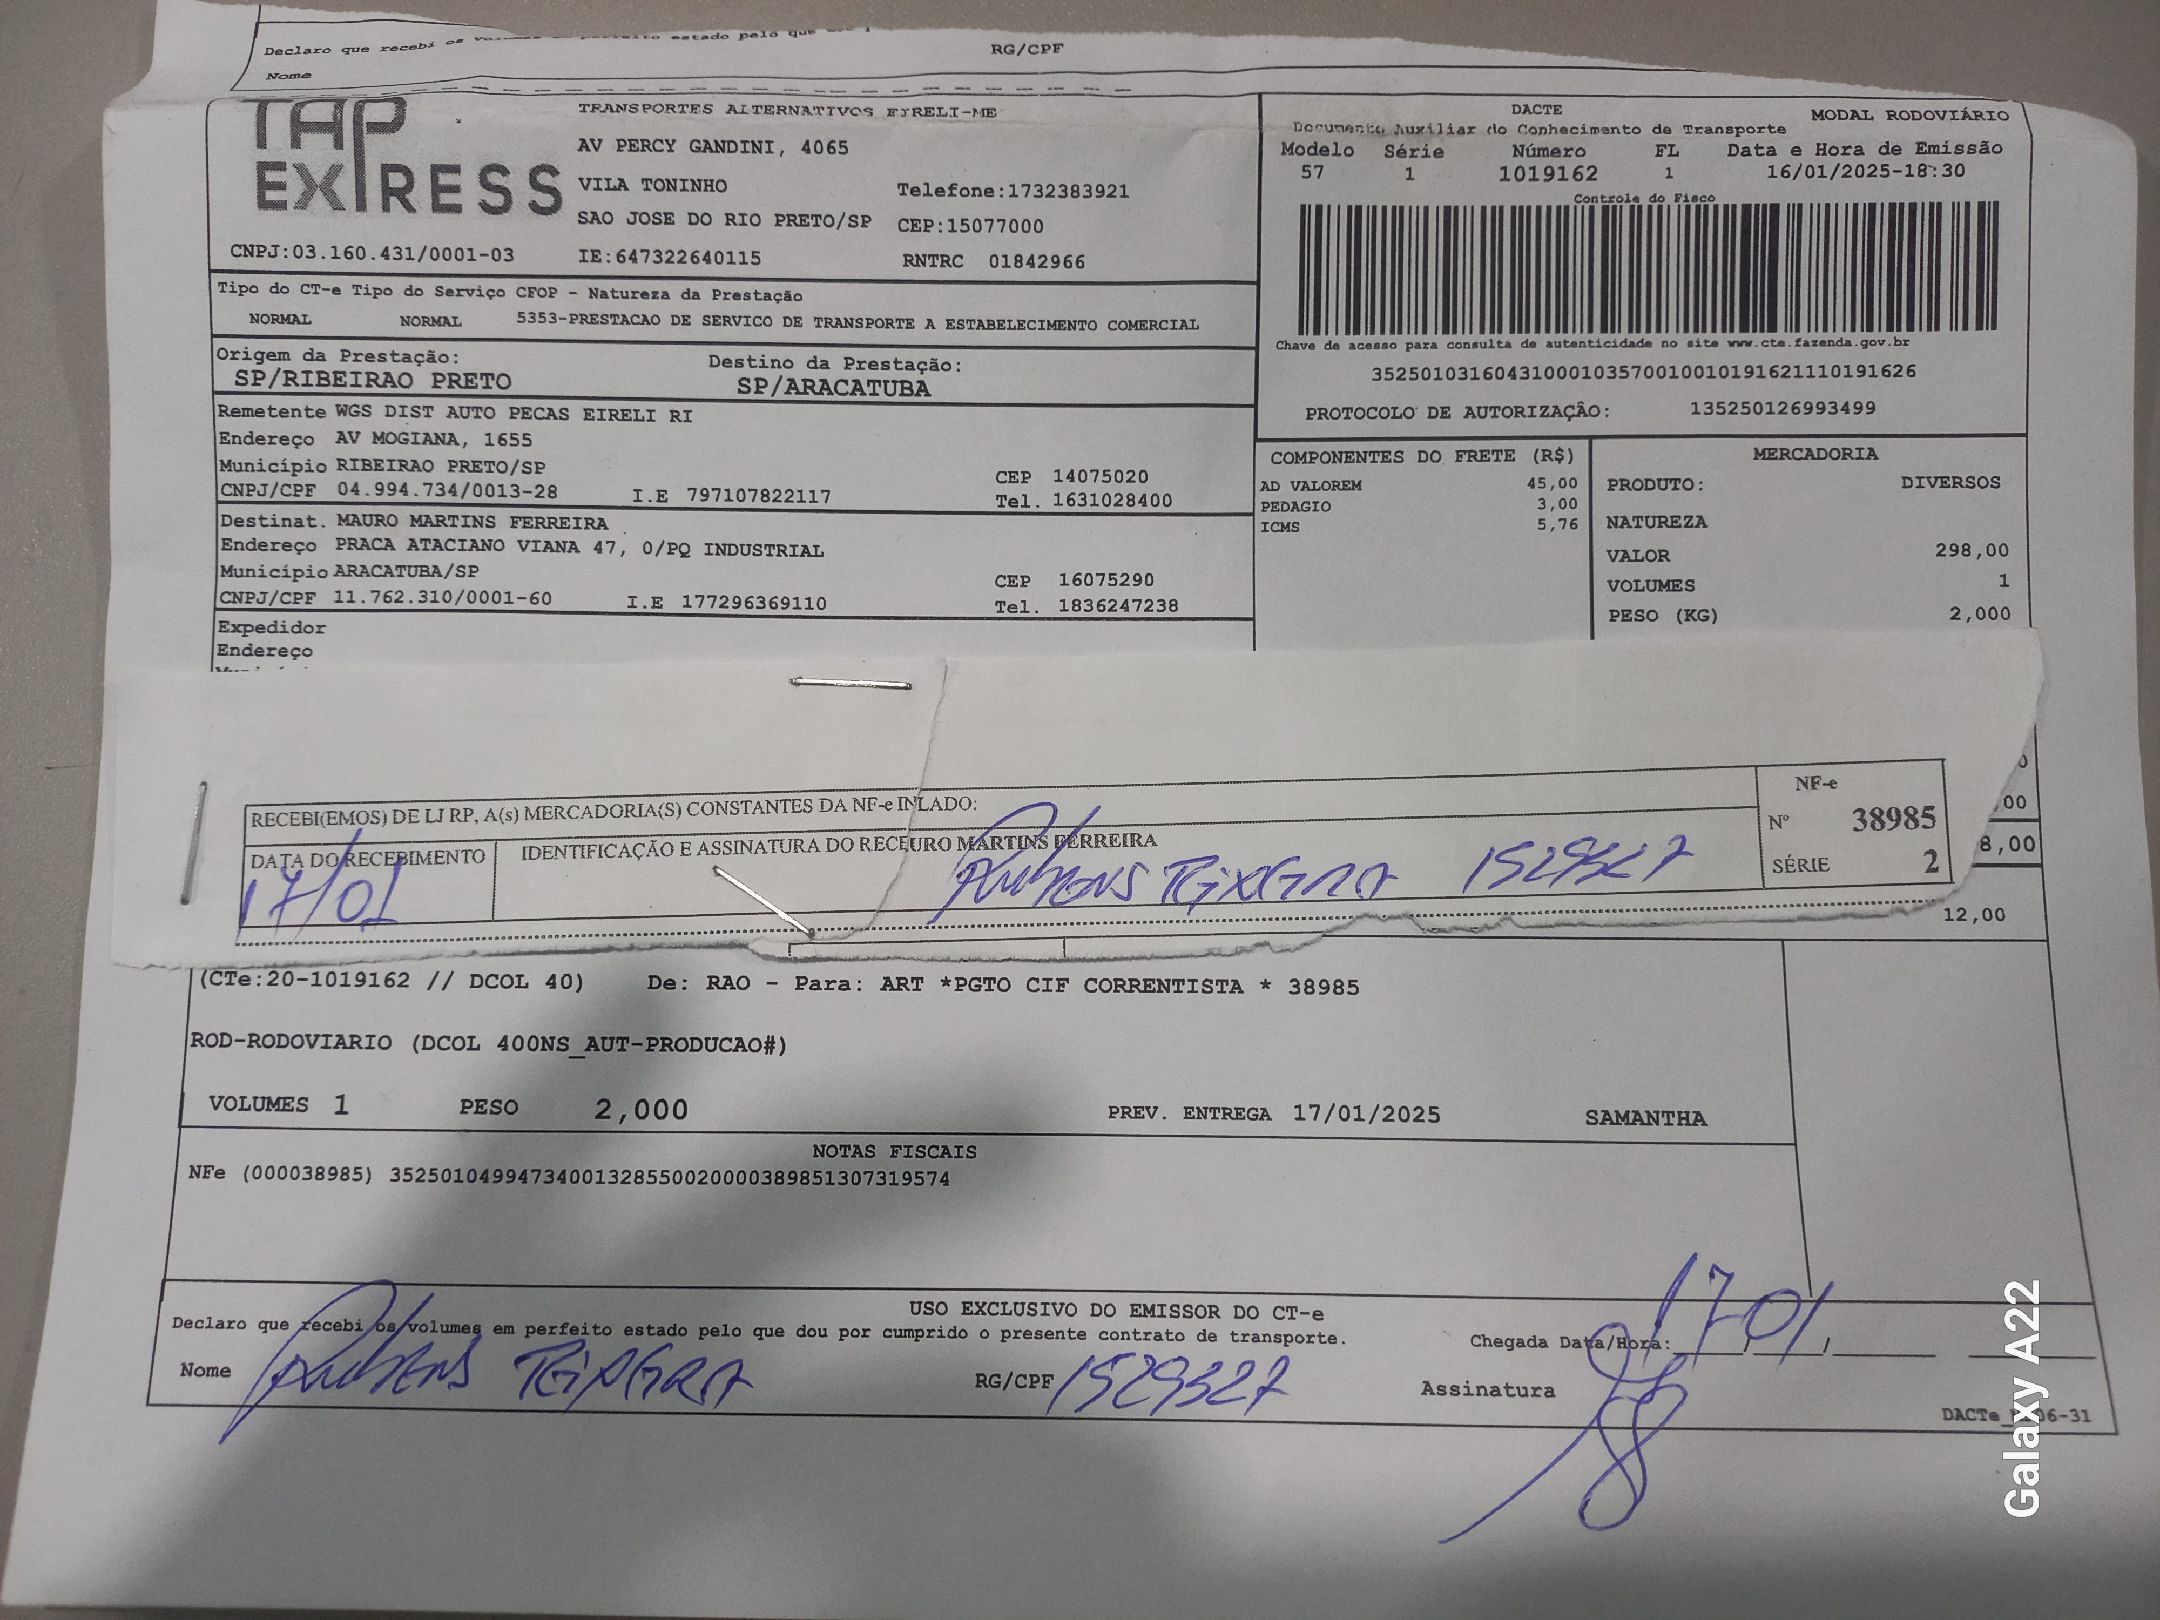 Declaro que recebi os perfeito estado pelo que RG/CPF
Nome
TAP EXPRESS
TRANSPORTES ALTERNATIVOS EIRELI-ME
AV PERCY GANDINI, 4065
VILA TONINHO Telefone:1732383921
SAO JOSE DO RIO PRETO/SP CEP:15077000
CNPJ:03.160.431/0001-03 IE:647322640115 RNTRC 01842966
DACTE MODAL RODOVIÁRIO
Documento Auxiliar do Conhecimento de Transporte
Modelo Série Número FL Data e Hora de Emissão
57 1 1019162 1 16/01/2025-18:30
Controle do Fisco
Chave de acesso para consulta de autenticidade no site www.cte.fazenda.gov.br
35250103160431000103570010010191621110191626
PROTOCOLO DE AUTORIZAÇÃO: 135250126993499
Tipo do CT-e Tipo do Serviço CFOP - Natureza da Prestação
NORMAL NORMAL 5353-PRESTACAO DE SERVICO DE TRANSPORTE A ESTABELECIMENTO COMERCIAL
Origem da Prestação: Destino da Prestação:
SP/RIBEIRAO PRETO SP/ARACATUBA
Remetente WGS DIST AUTO PECAS EIRELI RI
Endereço AV MOGIANA, 1655
Município RIBEIRAO PRETO/SP CEP 14075020
CNPJ/CPF 04.994.734/0013-28 I.E 797107822117 Tel. 1631028400
Destinat. MAURO MARTINS FERREIRA
Endereço PRACA ATACIANO VIANA 47, 0/PQ INDUSTRIAL
Município ARACATUBA/SP CEP 16075290
CNPJ/CPF 11.762.310/0001-60 I.E 177296369110 Tel. 1836247238
Expedidor
Endereço
COMPONENTES DO FRETE (R$)
AD VALOREM 45,00
PEDAGIO 3,00
ICMS 5,76
MERCADORIA
PRODUTO: DIVERSOS
NATUREZA
VALOR 298,00
VOLUMES 1
PESO (KG) 2,000
RECEBI(EMOS) DE LJ RP, A(s) MERCADORIA(S) CONSTANTES DA NF-e IN LADO:
DATA DO RECEBIMENTO IDENTIFICAÇÃO E ASSINATURA DO RECEURO MARTINS FERREIRA
17/01 Rubens Teixeira 1529327
NF-e
Nº 38985
SÉRIE 2
,00
8,00
12,00
(CTe:20-1019162 // DCOL 40) De: RAO - Para: ART *PGTO CIF CORRENTISTA * 38985
ROD-RODOVIARIO (DCOL 400NS_AUT-PRODUCAO#)
VOLUMES 1 PESO 2,000 PREV. ENTREGA 17/01/2025 SAMANTHA
NOTAS FISCAIS
NFe (000038985) 35250104994734001328550020000389851307319574
USO EXCLUSIVO DO EMISSOR DO CT-e
Declaro que recebi os volumes em perfeito estado pelo que dou por cumprido o presente contrato de transporte.
Chegada Data/Hora: 17 01
Nome Rubens Teixeira RG/CPF 1529327 Assinatura
Galaxy A22